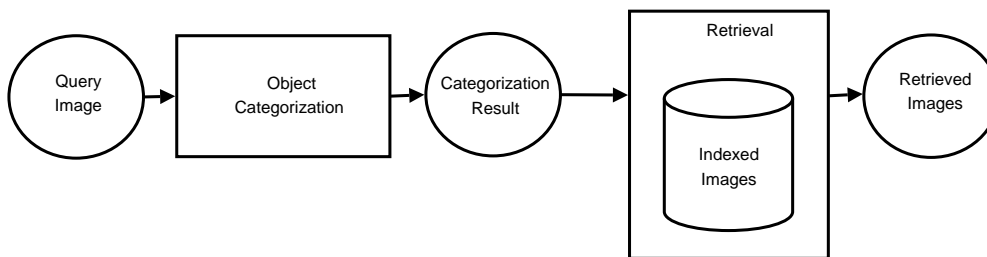 Query
Image
Object
Categorization
Categorization
Result
Retrieval
Indexed
Images
Retrieved
Images